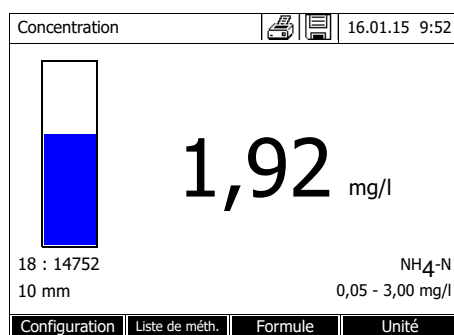 Concentration 16.01.15 9:52
1,92 mg/l
18 : 14752 NH4-N
10 mm 0,05 - 3,00 mg/l
Configuration Liste de méth. Formule Unité